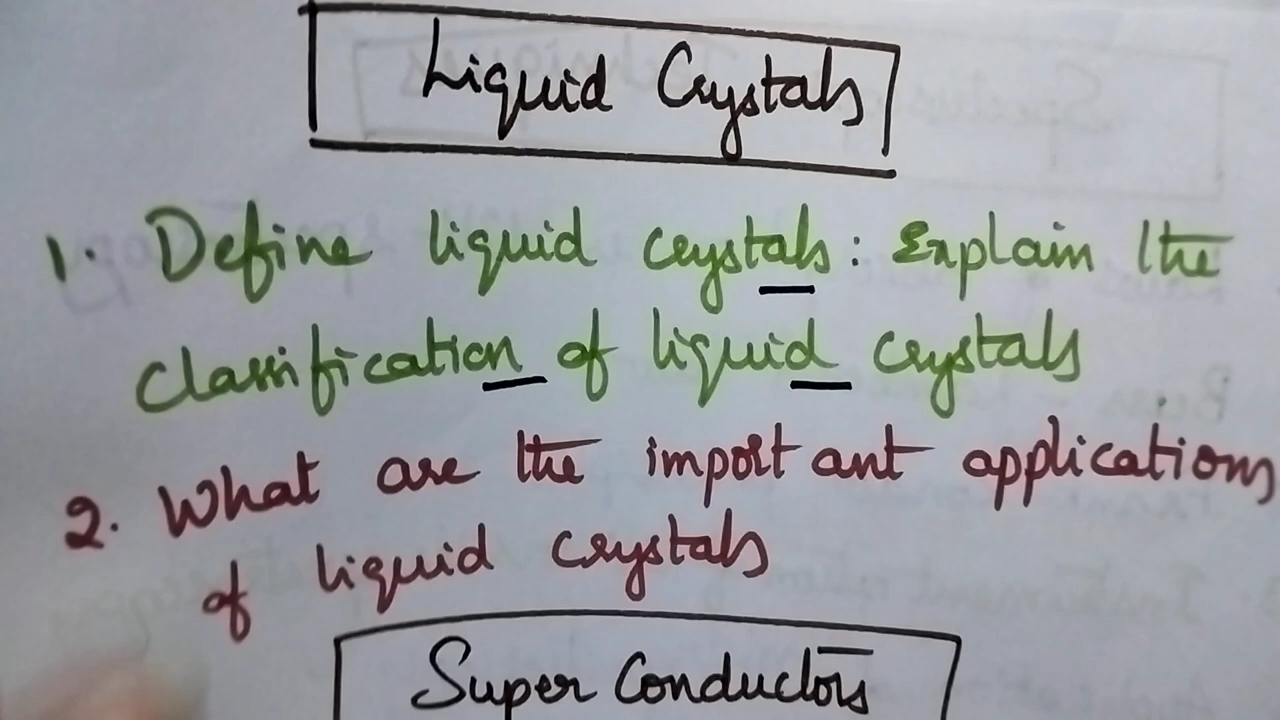 Liquid Crystals
1. Define liquid crystals: Explain the
classification of liquid crystals
2. What are the important applications
of liquid crystals
Super Conductors